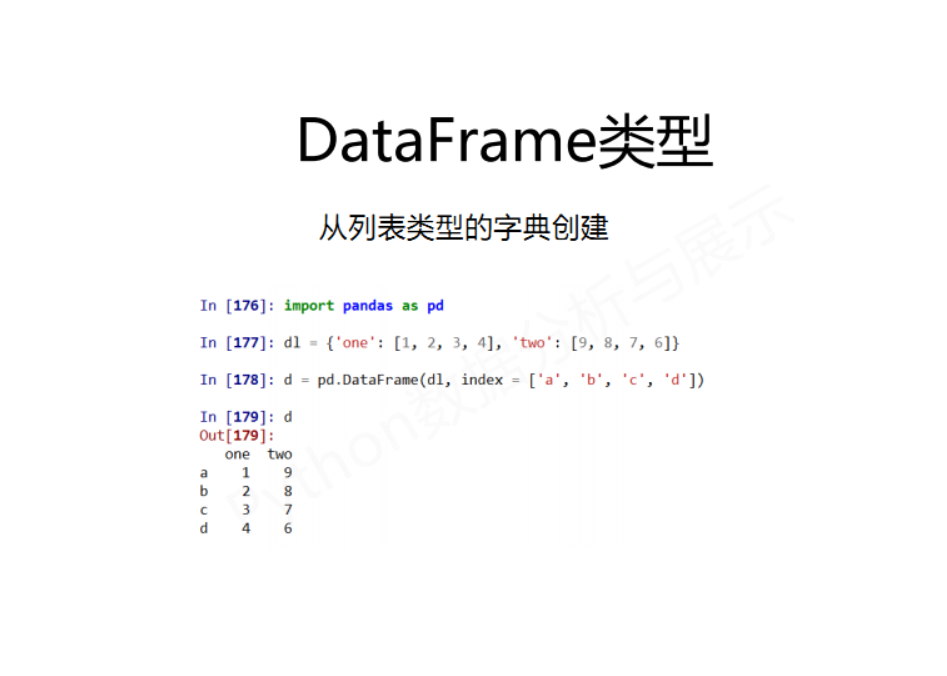 DataFrame类型
从列表类型的字典创建
In [176]: import pandas as pd
In [177]: dl = {'one': [1, 2, 3, 4], 'two': [9, 8, 7, 6]}
In [178]: d = pd.DataFrame(dl, index = ['a', 'b', 'c', 'd'])
In [179]: d
Out[179]:
   one  two
a    1    9
b    2    8
c    3    7
d    4    6
Python数据分析与展示